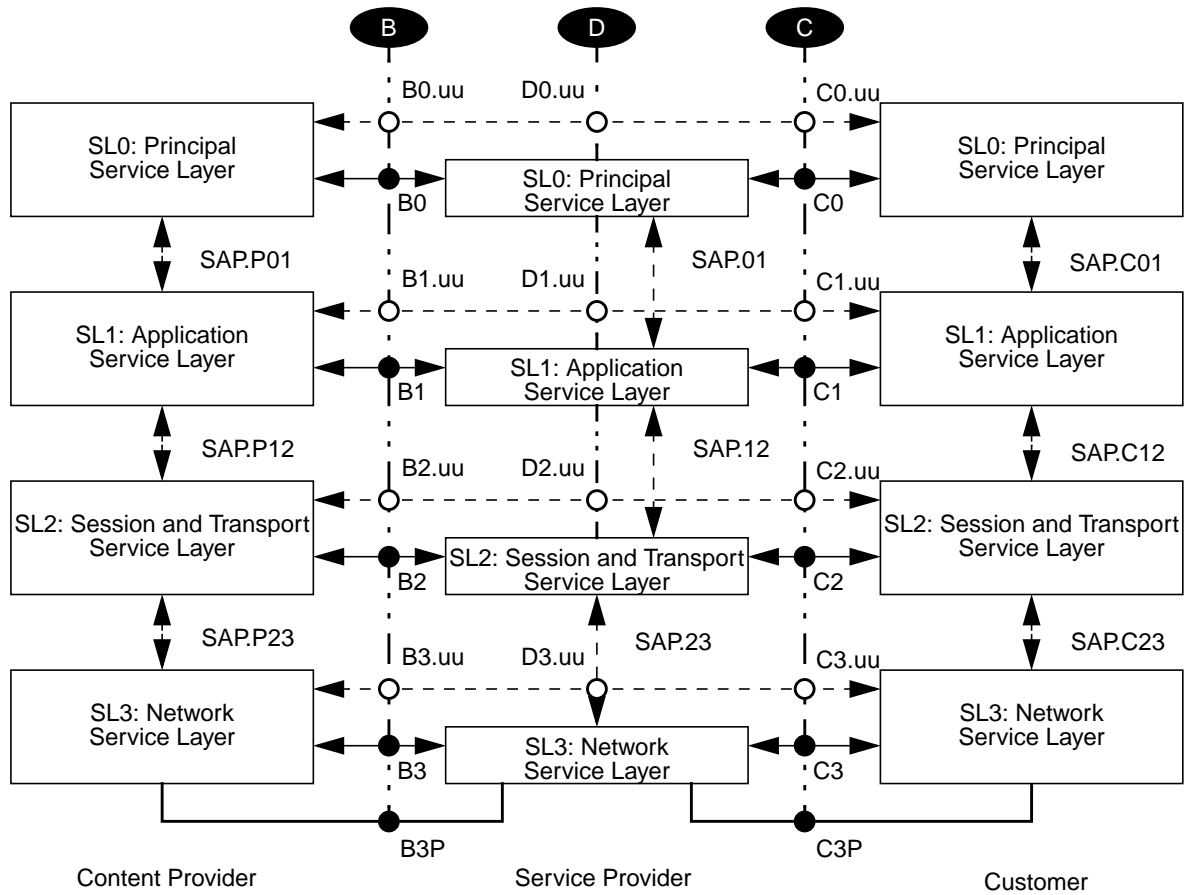 B
D
C
B0.uu
D0.uu
C0.uu
SL0: Principal
Service Layer
SL0: Principal
Service Layer
SL0: Principal
Service Layer
B0
C0
SAP.P01
SAP.01
SAP.C01
B1.uu
D1.uu
C1.uu
SL1: Application
Service Layer
SL1: Application
Service Layer
SL1: Application
Service Layer
B1
C1
SAP.P12
SAP.12
SAP.C12
B2.uu
D2.uu
C2.uu
SL2: Session and Transport
Service Layer
SL2: Session and Transport
Service Layer
SL2: Session and Transport
Service Layer
B2
C2
SAP.P23
SAP.23
SAP.C23
B3.uu
D3.uu
C3.uu
SL3: Network
Service Layer
SL3: Network
Service Layer
SL3: Network
Service Layer
B3
C3
B3P
C3P
Content Provider
Service Provider
Customer